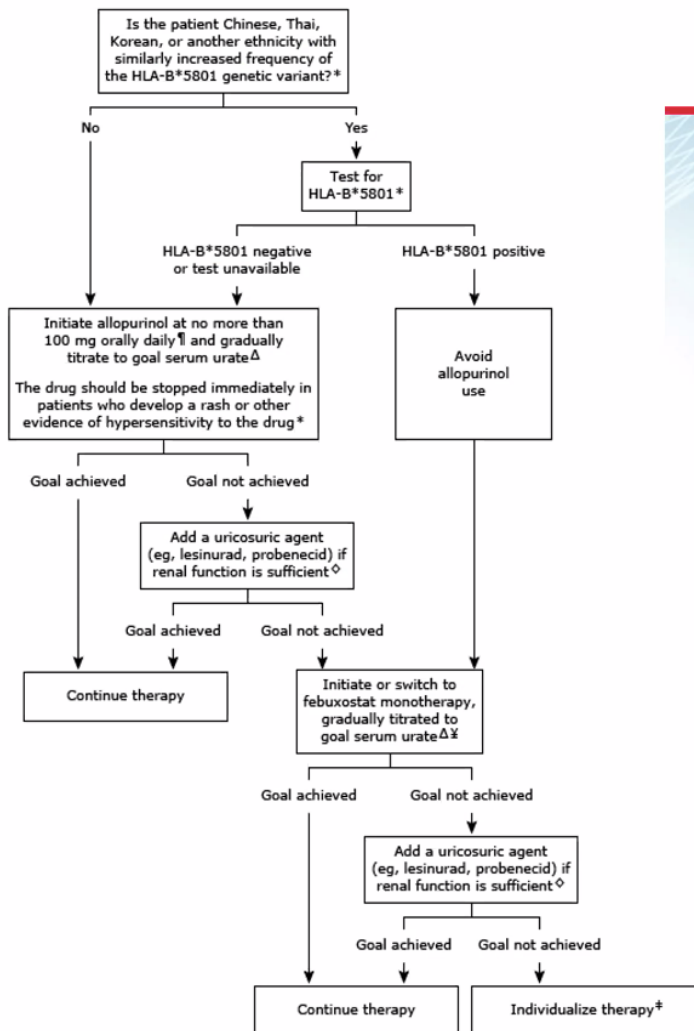 Is the patient Chinese, Thai,
Korean, or another ethnicity with
similarly increased frequency of
the HLA-B*5801 genetic variant?*
No
Yes
Test for
HLA-B*5801*
HLA-B*5801 negative
or test unavailable
HLA-B*5801 positive
Initiate allopurinol at no more than
100 mg orally daily¶ and gradually
titrate to goal serum urateΔ
The drug should be stopped immediately in
patients who develop a rash or other
evidence of hypersensitivity to the drug*
Avoid
allopurinol
use
Goal achieved
Goal not achieved
Add a uricosuric agent
(eg, lesinurad, probenecid) if
renal function is sufficient◇
Goal achieved
Goal not achieved
Continue therapy
Initiate or switch to
febuxostat monotherapy,
gradually titrated to
goal serum urateΔ¥
Goal achieved
Goal not achieved
Add a uricosuric agent
(eg, lesinurad, probenecid) if
renal function is sufficient◇
Goal achieved
Goal not achieved
Continue therapy
Individualize therapy‡